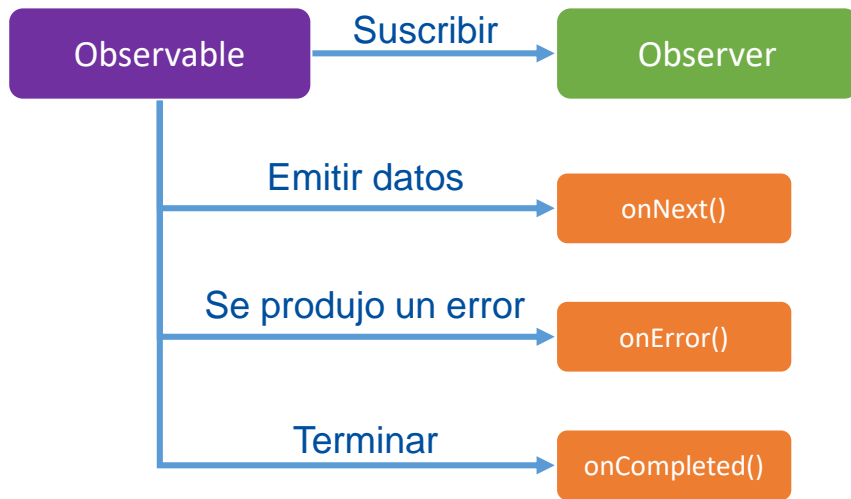 Observable
Suscribir
Observer
Emitir datos
onNext()
Se produjo un error
onError()
Terminar
onCompleted()